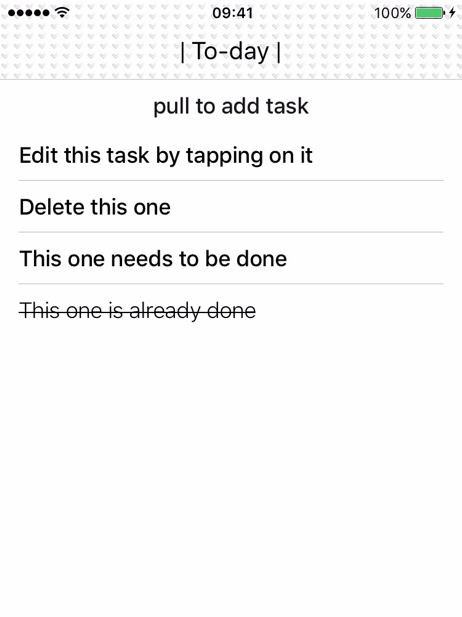 09:41
100%
| To-day |
pull to add task
Edit this task by tapping on it
Delete this one
This one needs to be done
This one is already done